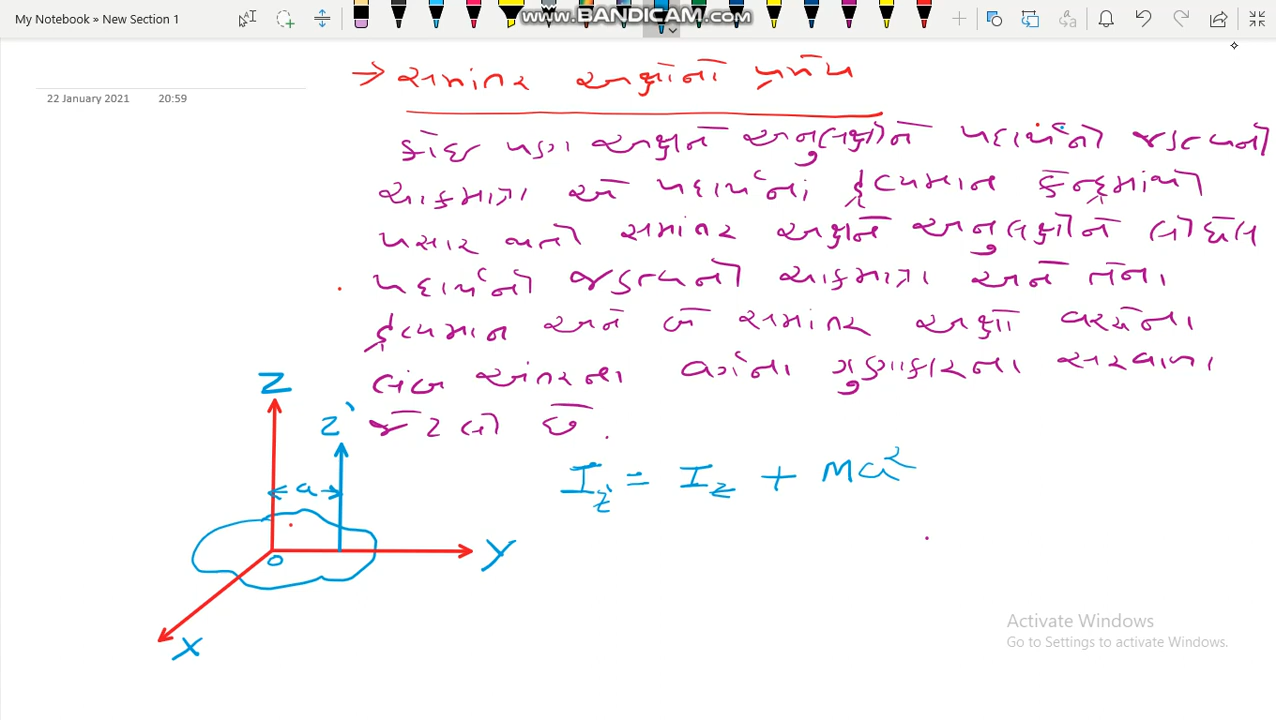 My Notebook » New Section 1
www.BANDICAM.com
22 January 2021 20:59
→ સમાંતર અક્ષોનો પ્રમેય
કોઇ પણ અક્ષને અનુલક્ષીને પદાર્થની જડત્વની
ચાકમાત્રા એ પદાર્થના દ્રવ્યમાન કેન્દ્રમાંથી
પસાર થતી સમાંતર અક્ષને અનુલક્ષીને લીધેલ
પદાર્થની જડત્વની ચાકમાત્રા અને તેના
દ્રવ્યમાન અને બે સમાંતર અક્ષો વચ્ચેના
લંબ અંતરના વર્ગના ગુણાકારના સરવાળા
જેટલી છે.
Z
Z'
a
I_z' = I_z + Ma²
O
Y
X
Activate Windows
Go to Settings to activate Windows.